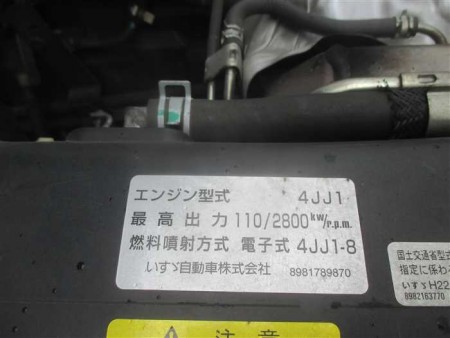 エンジン型式 4JJ1
最高出力 110/2800 kw/r.p.m.
燃料噴射方式 電子式 4JJ1-8
いすゞ自動車株式会社 8981789870
国土交通省型式
指定に係わる
いすゞH22
8982183770
注意